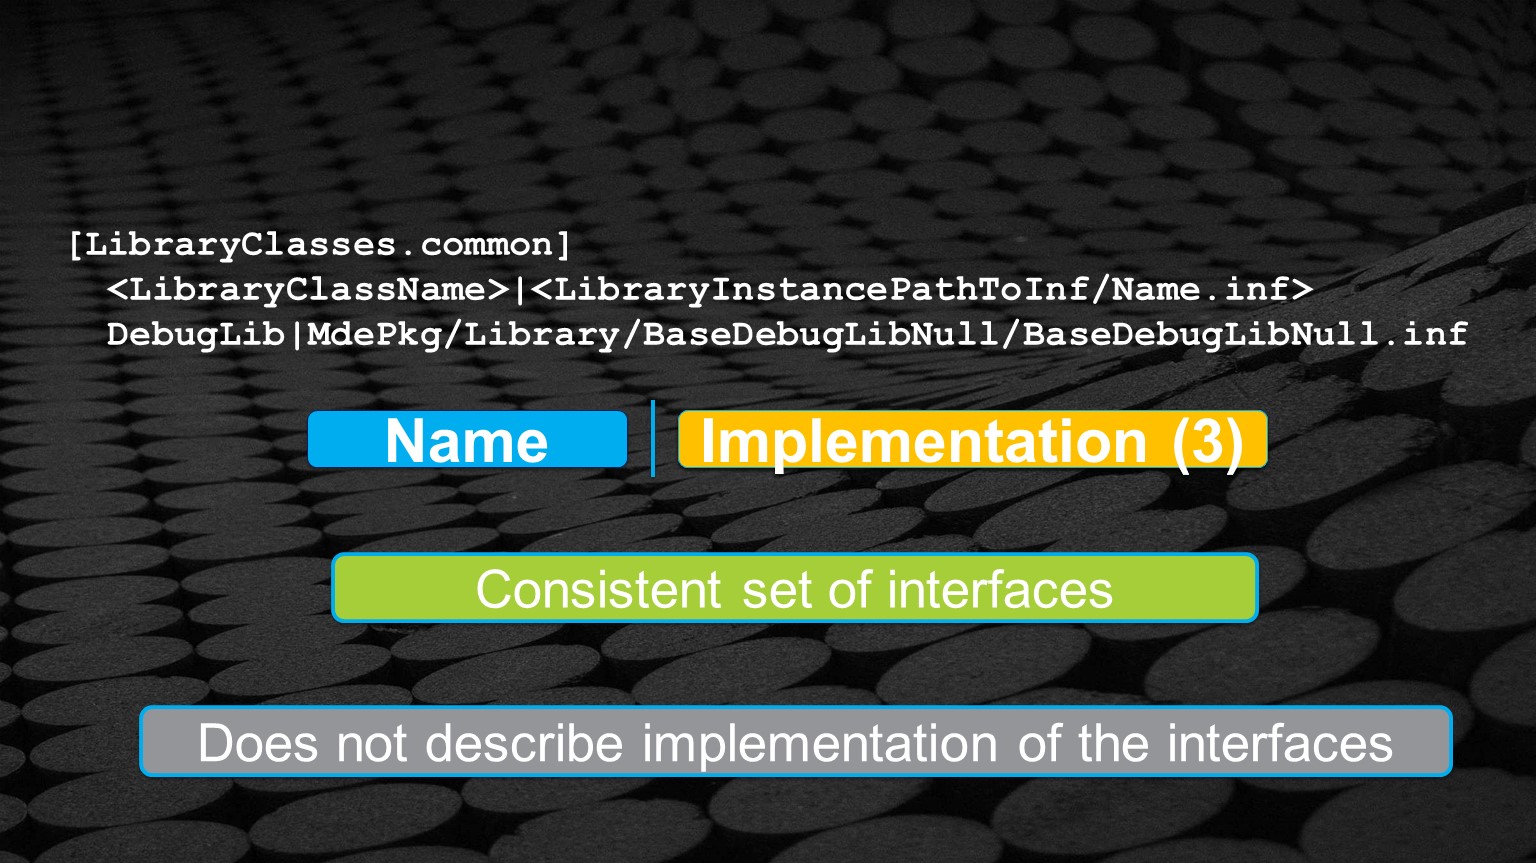 [LibraryClasses.common]
<LibraryClassName>|<LibraryInstancePathToInf/Name.inf>
DebugLib|MdePkg/Library/BaseDebugLibNull/BaseDebugLibNull.inf
Name
Implementation (3)
Consistent set of interfaces
Does not describe implementation of the interfaces